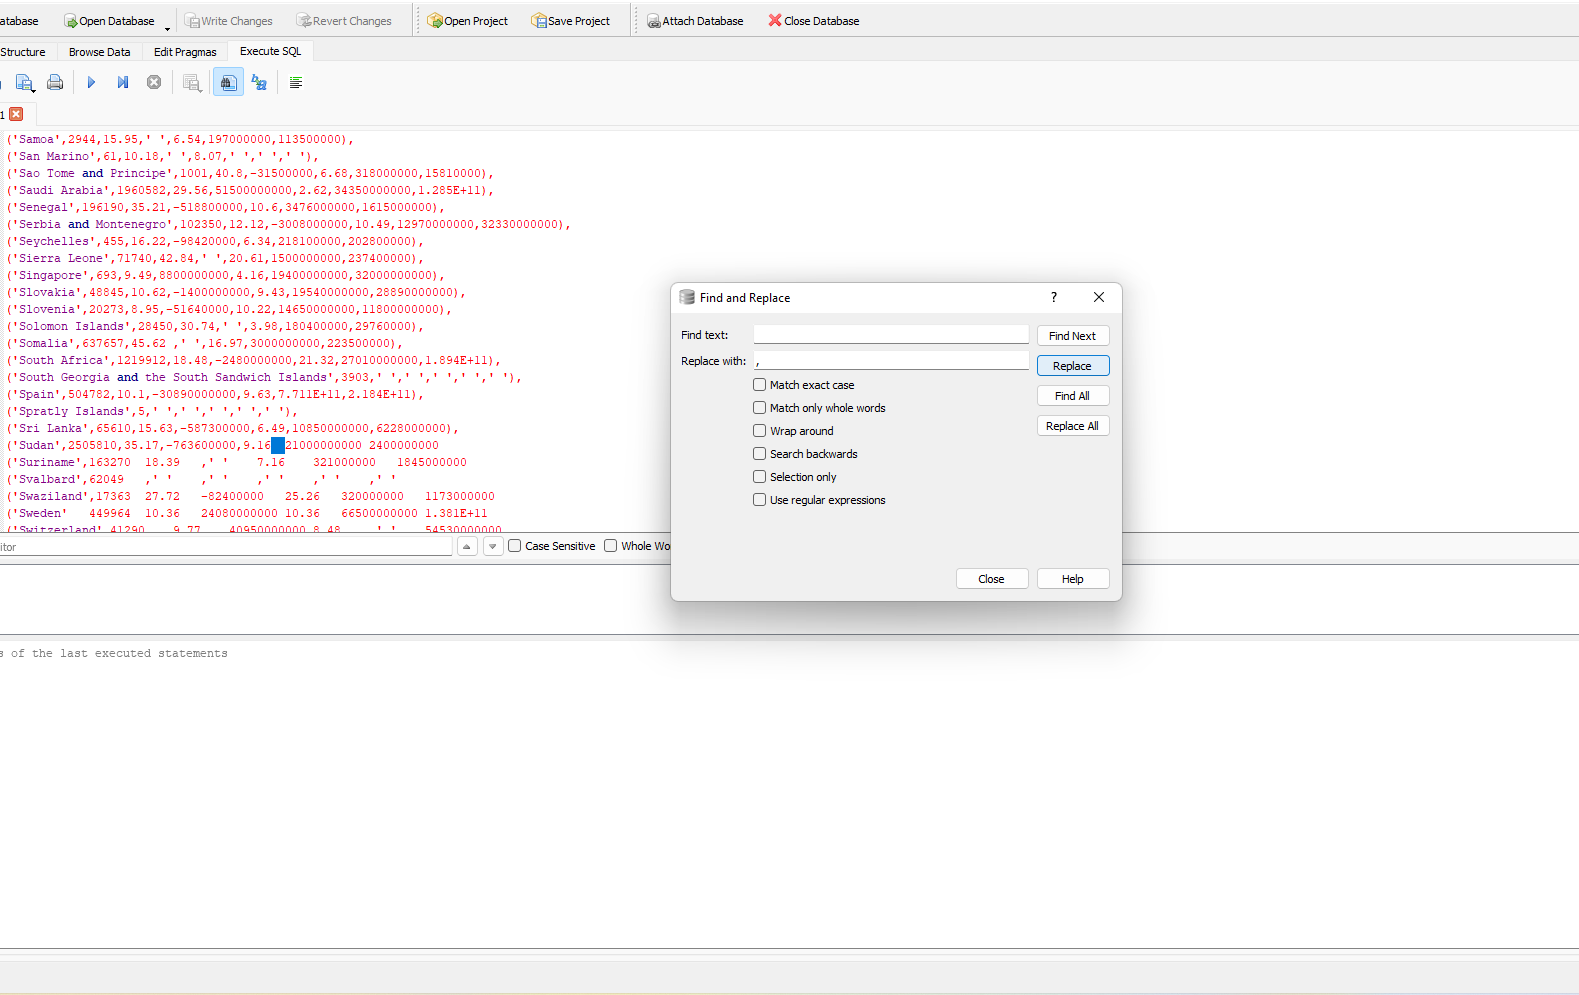 atabase Open Database Write Changes Revert Changes Open Project Save Project Attach Database Close Database
Structure Browse Data Edit Pragmas Execute SQL
1
('Samoa',2944,15.95,' ',6.54,197000000,113500000),
('San Marino',61,10.18,' ',8.07,' ',' ',' '),
('Sao Tome and Principe',1001,40.8,-31500000,6.68,318000000,15810000),
('Saudi Arabia',1960582,29.56,51500000000,2.62,34350000000,1.285E+11),
('Senegal',196190,35.21,-518800000,10.6,3476000000,1615000000),
('Serbia and Montenegro',102350,12.12,-3008000000,10.49,12970000000,32330000000),
('Seychelles',455,16.22,-98420000,6.34,218100000,202800000),
('Sierra Leone',71740,42.84,' ',20.61,1500000000,237400000),
('Singapore',693,9.49,8800000000,4.16,19400000000,32000000000),
('Slovakia',48845,10.62,-1400000000,9.43,19540000000,28890000000),
('Slovenia',20273,8.95,-51640000,10.22,14650000000,11800000000),
('Solomon Islands',28450,30.74,' ',3.98,180400000,29760000),
('Somalia',637657,45.62 ,' ',16.97,3000000000,223500000),
('South Africa',1219912,18.48,-2480000000,21.32,27010000000,1.894E+11),
('South Georgia and the South Sandwich Islands',3903,' ',' ',' ',' ',' '),
('Spain',504782,10.1,-30890000000,9.63,7.711E+11,2.184E+11),
('Spratly Islands',5,' ',' ',' ',' ',' '),
('Sri Lanka',65610,15.63,-587300000,6.49,10850000000,6228000000),
('Sudan',2505810,35.17,-763600000,9.16 21000000000 2400000000
('Suriname',163270 18.39 ,' ' 7.16 321000000 1845000000
('Svalbard',62049 ,' ' ,' ' ,' ' ,' ' ,' '
('Swaziland',17363 27.72 -82400000 25.26 320000000 1173000000
('Sweden' 449964 10.36 24080000000 10.36 66500000000 1.381E+11
('Switzerland' 41290 9.77 40950000000 8.48 ' ' 54530000000
itor Case Sensitive Whole Wo
s of the last executed statements
Find and Replace ?
Find text: Find Next
Replace with: , Replace
Match exact case Find All
Match only whole words
Wrap around Replace All
Search backwards
Selection only
Use regular expressions
Close Help